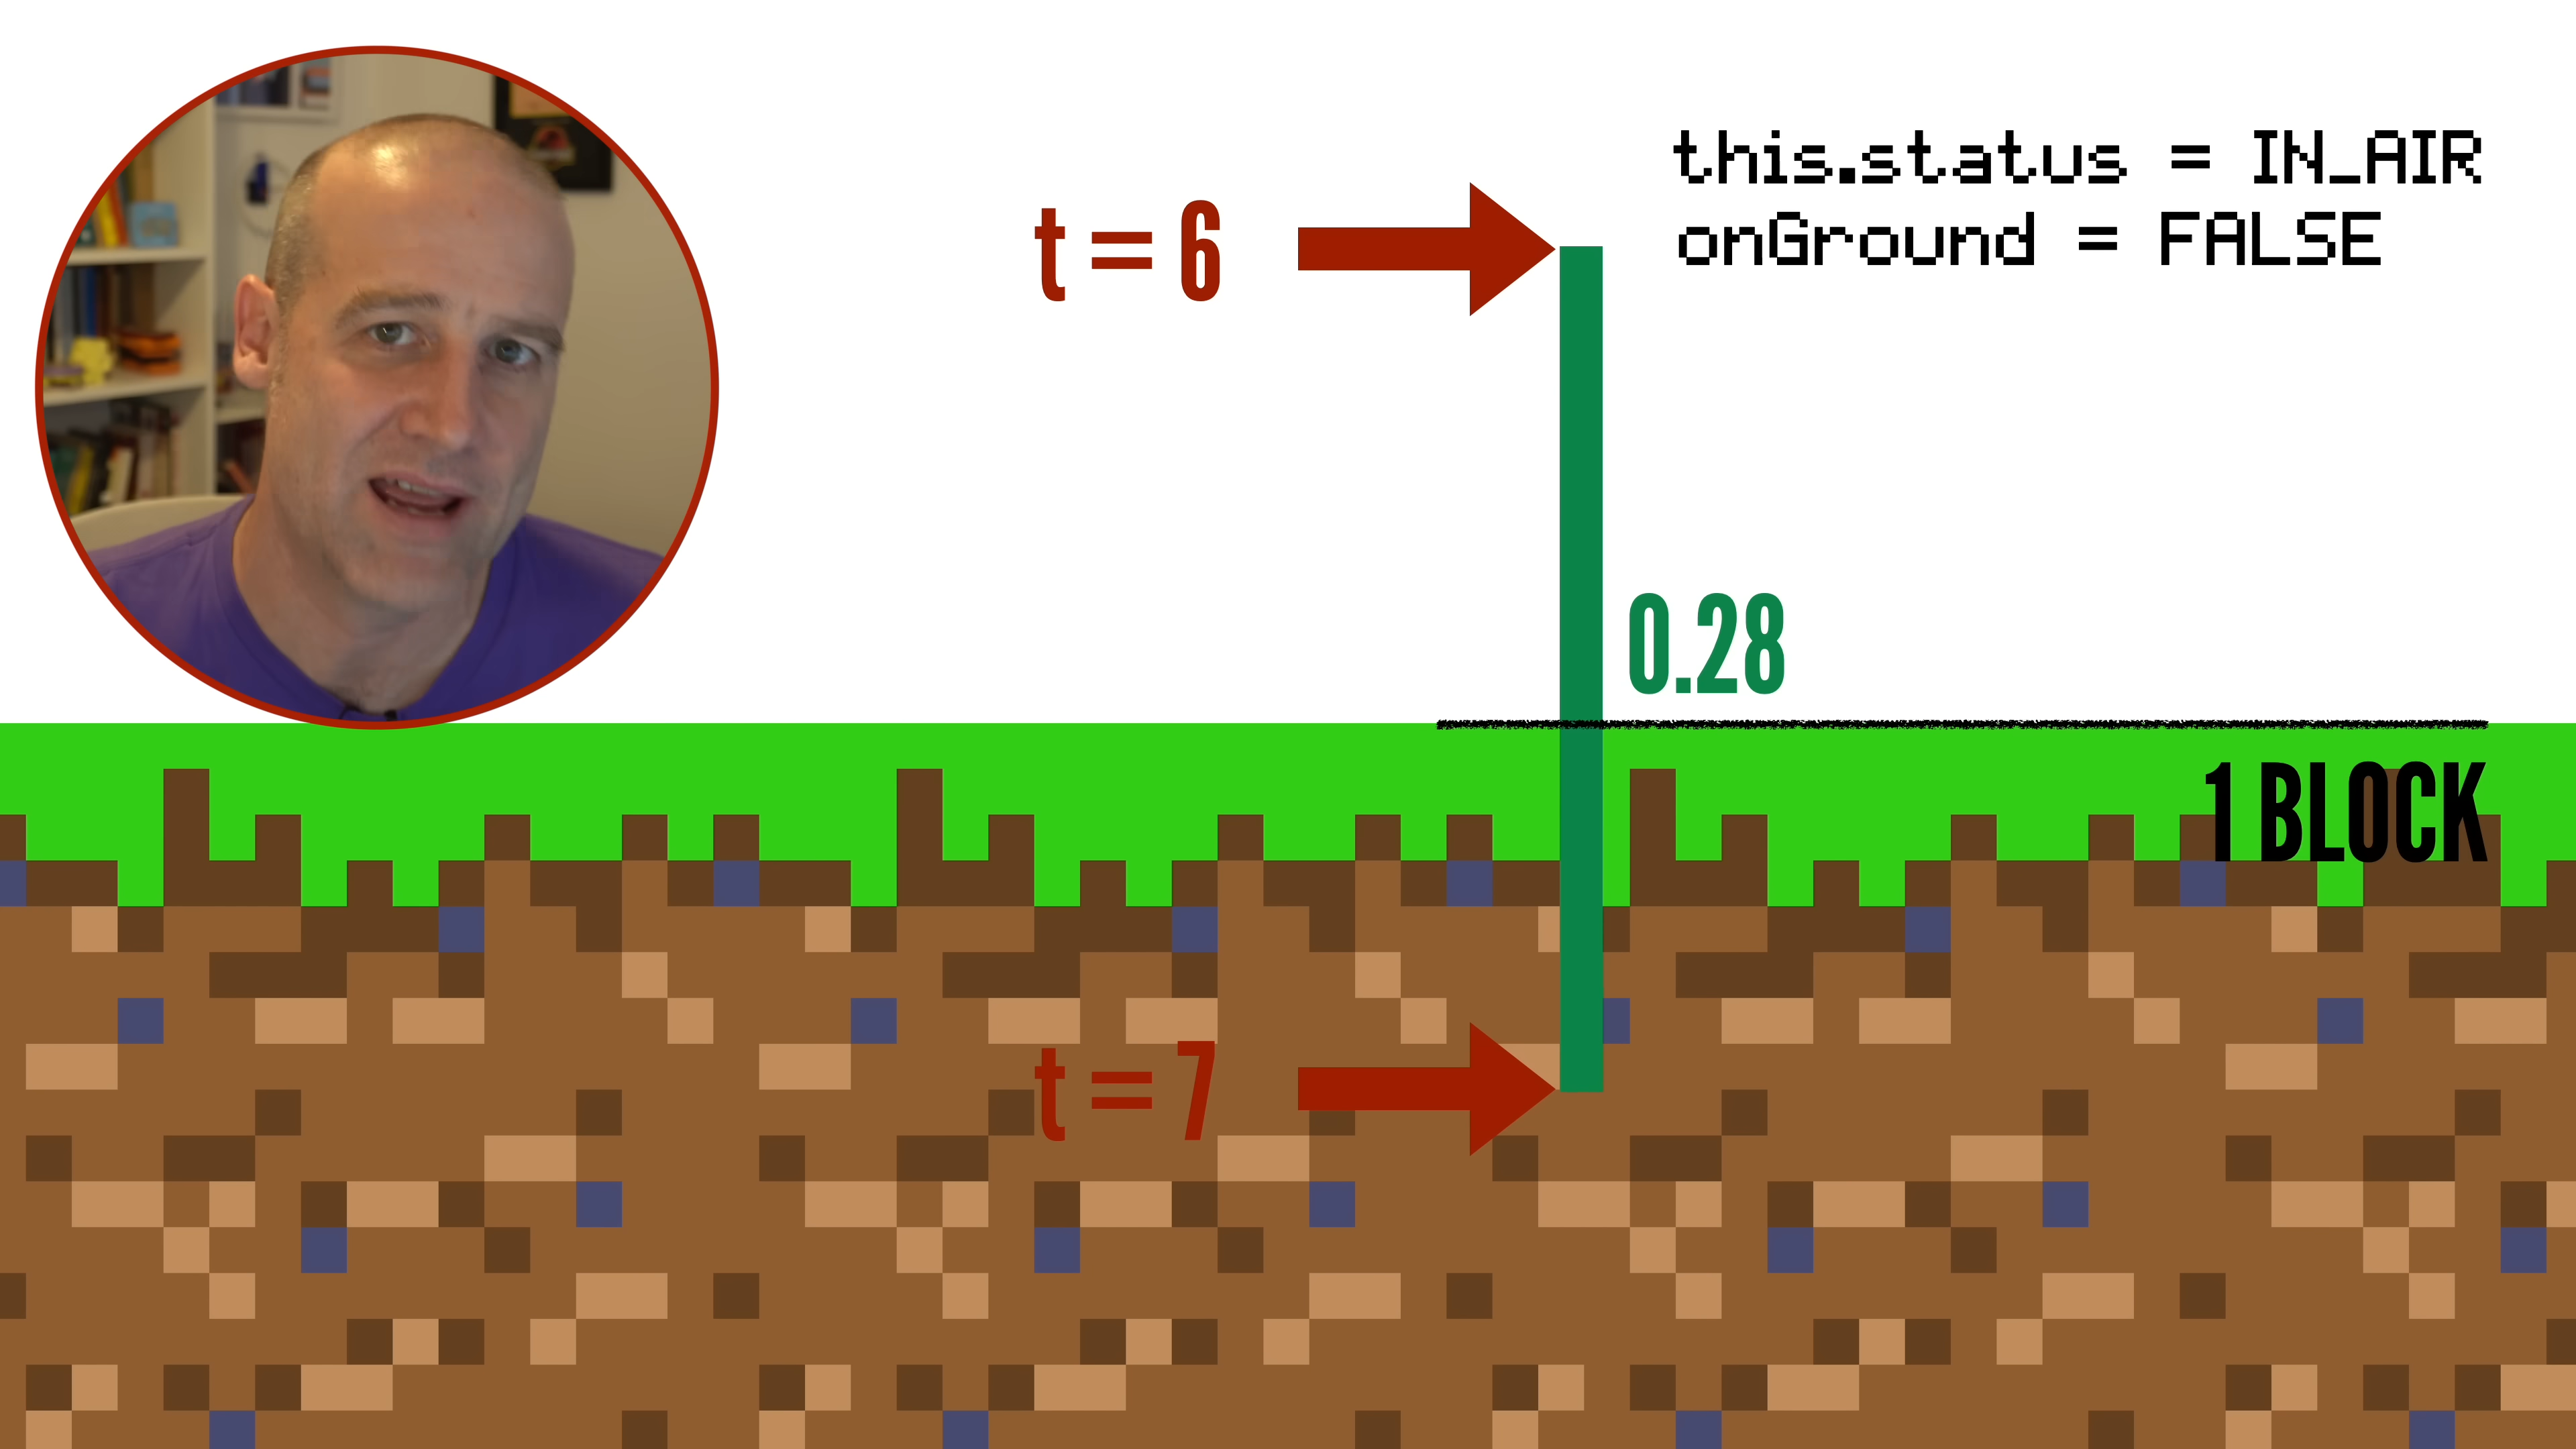 this.status = IN_AIR
onGround = FALSE
t = 6
0.28
1 BLOCK
t = 7